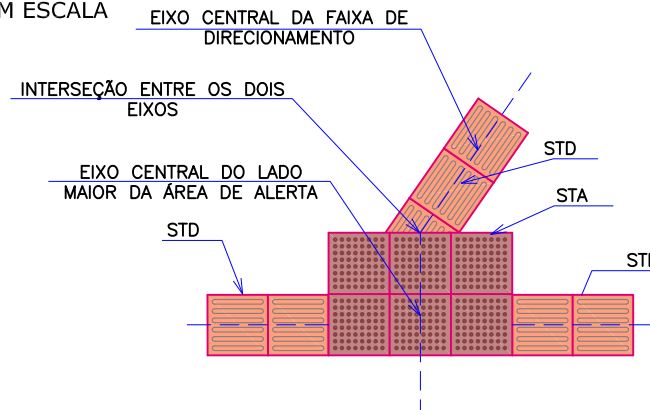 M ESCALA
EIXO CENTRAL DA FAIXA DE
DIRECIONAMENTO
INTERSEÇÃO ENTRE OS DOIS
EIXOS
STD
EIXO CENTRAL DO LADO
MAIOR DA ÁREA DE ALERTA
STA
STD